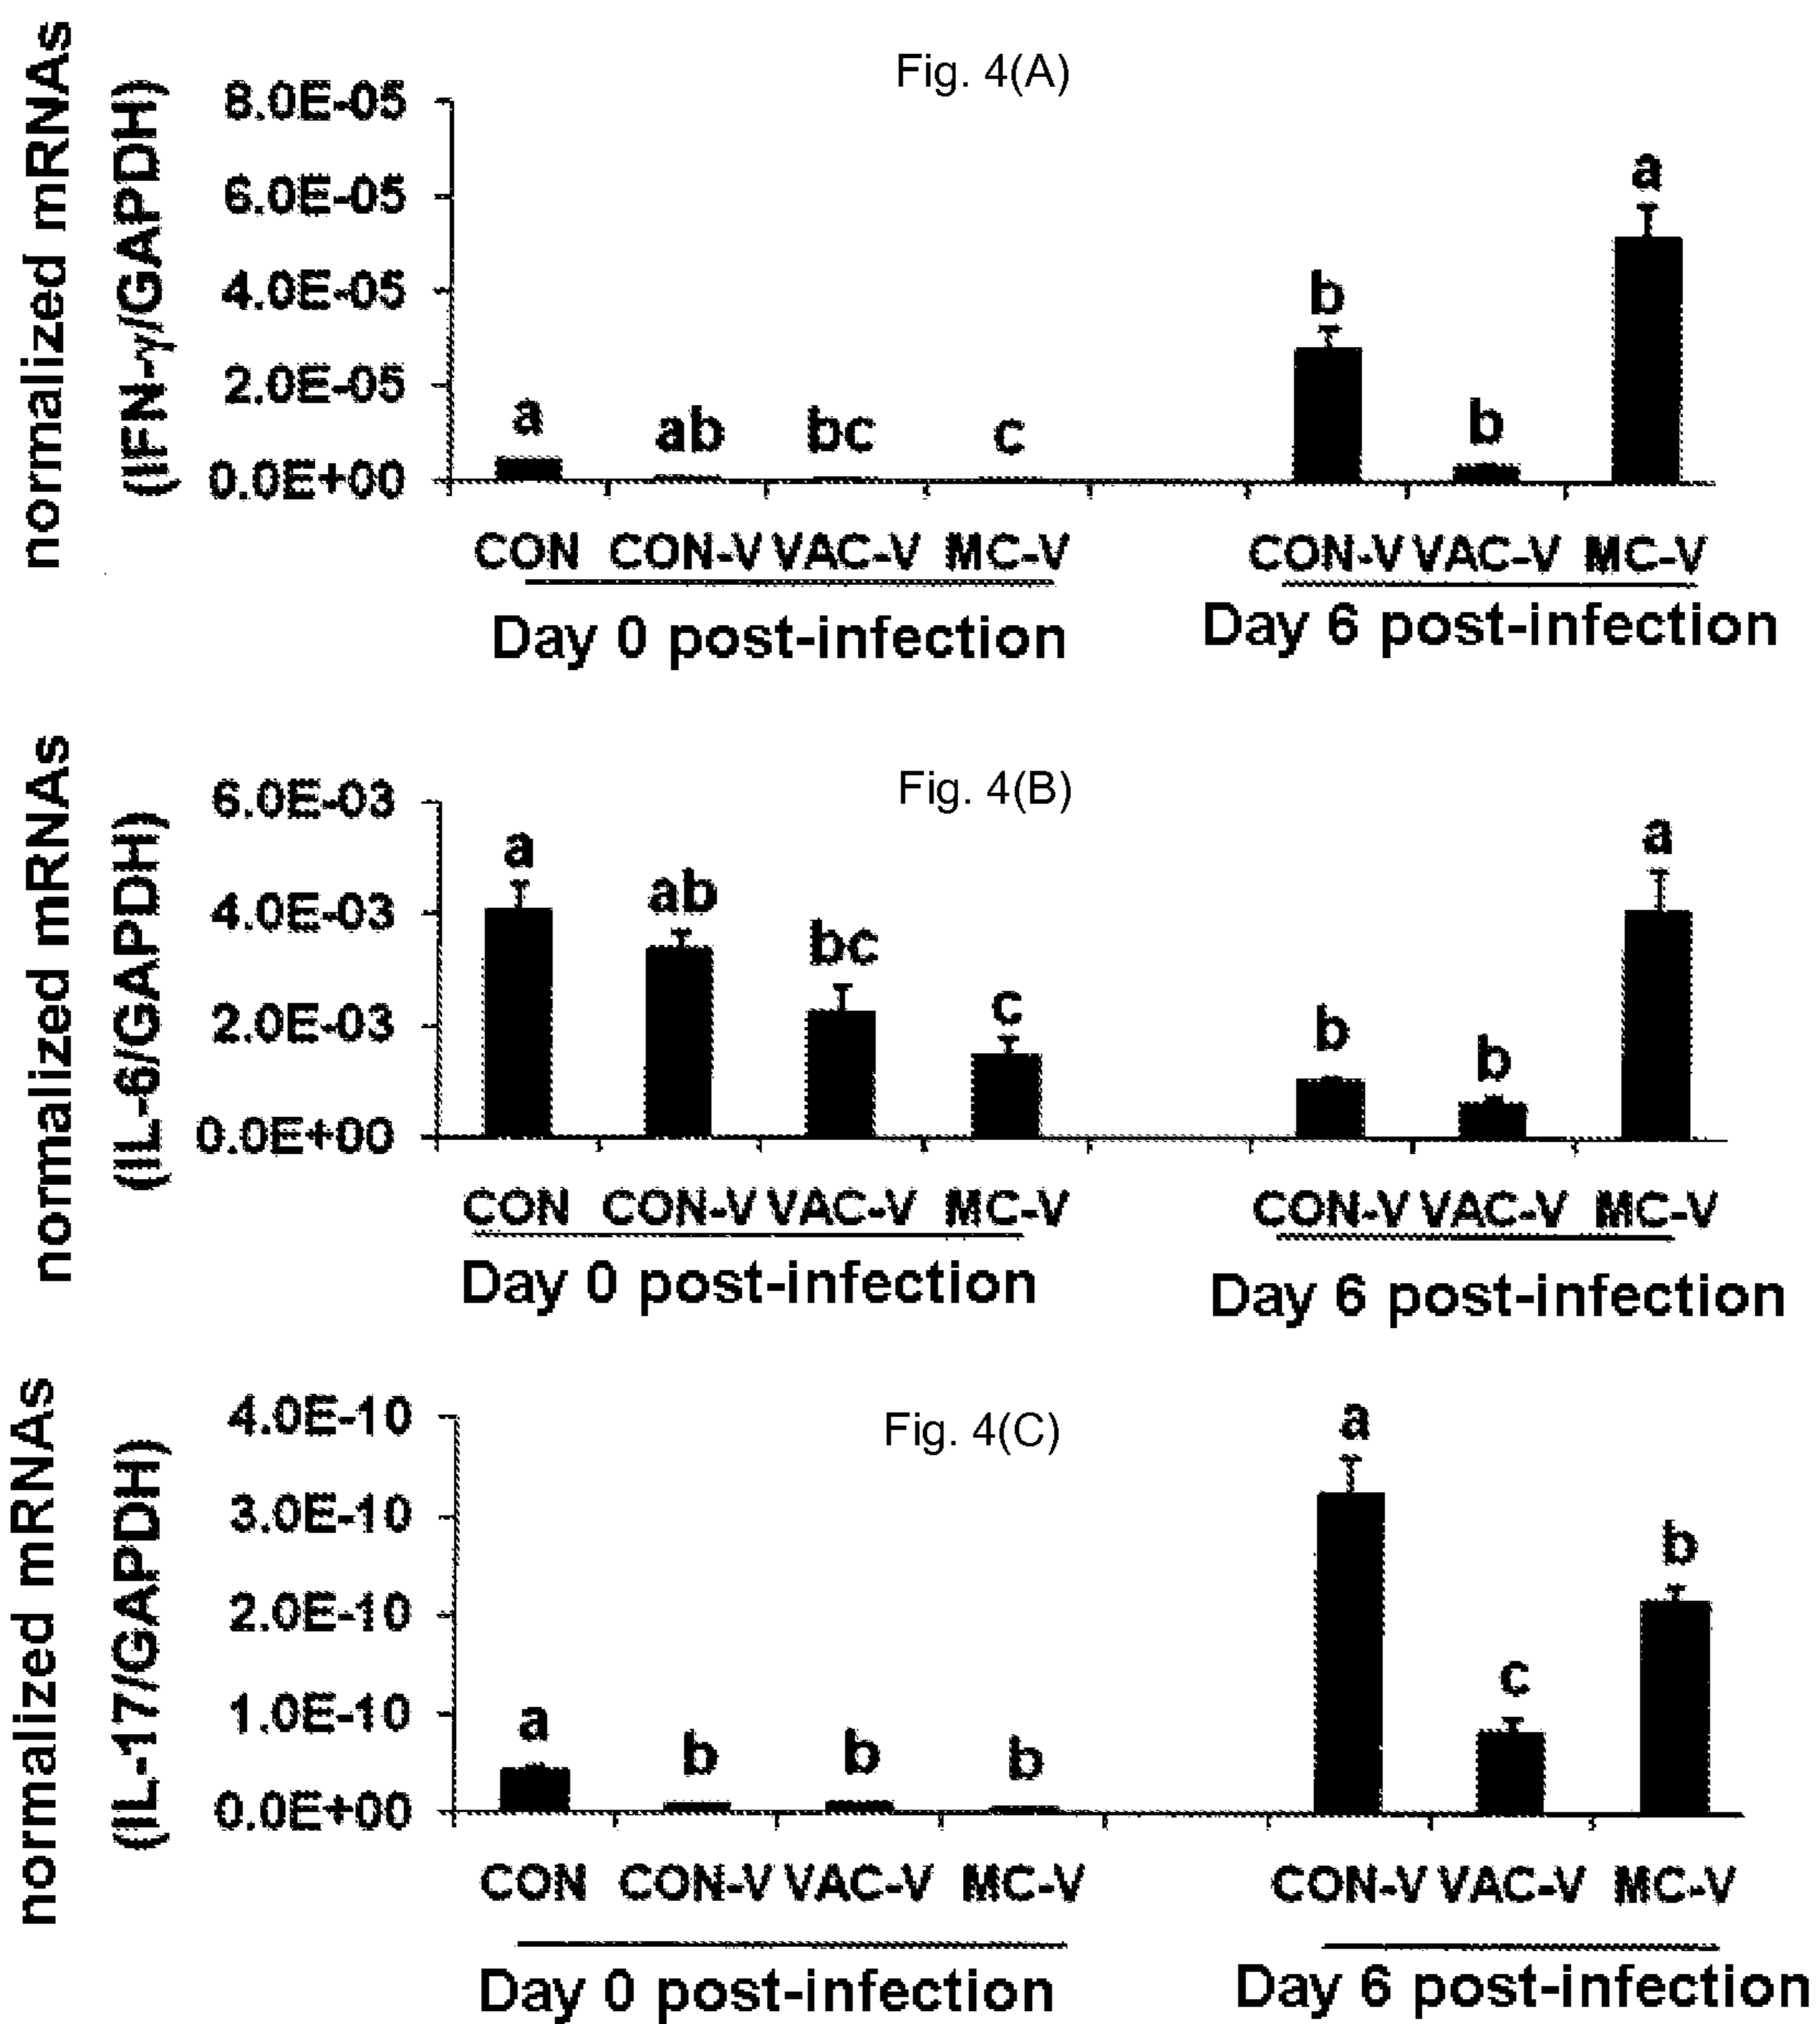 Fig. 4(A)
normalized mRNAs
(IFN-γ/GAPDH)
8.0E-05
6.0E-05
4.0E-05
2.0E-05
0.0E+00
a
ab
bc
c
b
b
a
CON CON-V VAC-V MC-V
CON-V VAC-V MC-V
Day 0 post-infection
Day 6 post-infection
Fig. 4(B)
normalized mRNAs
(IL-6/GAPDH)
6.0E-03
4.0E-03
2.0E-03
0.0E+00
a
ab
bc
c
b
b
a
CON CON-V VAC-V MC-V
CON-V VAC-V MC-V
Day 0 post-infection
Day 6 post-infection
Fig. 4(C)
normalized mRNAs
(IL-17/GAPDH)
4.0E-10
3.0E-10
2.0E-10
1.0E-10
0.0E+00
a
b
b
b
a
c
b
CON CON-V VAC-V MC-V
CON-V VAC-V MC-V
Day 0 post-infection
Day 6 post-infection